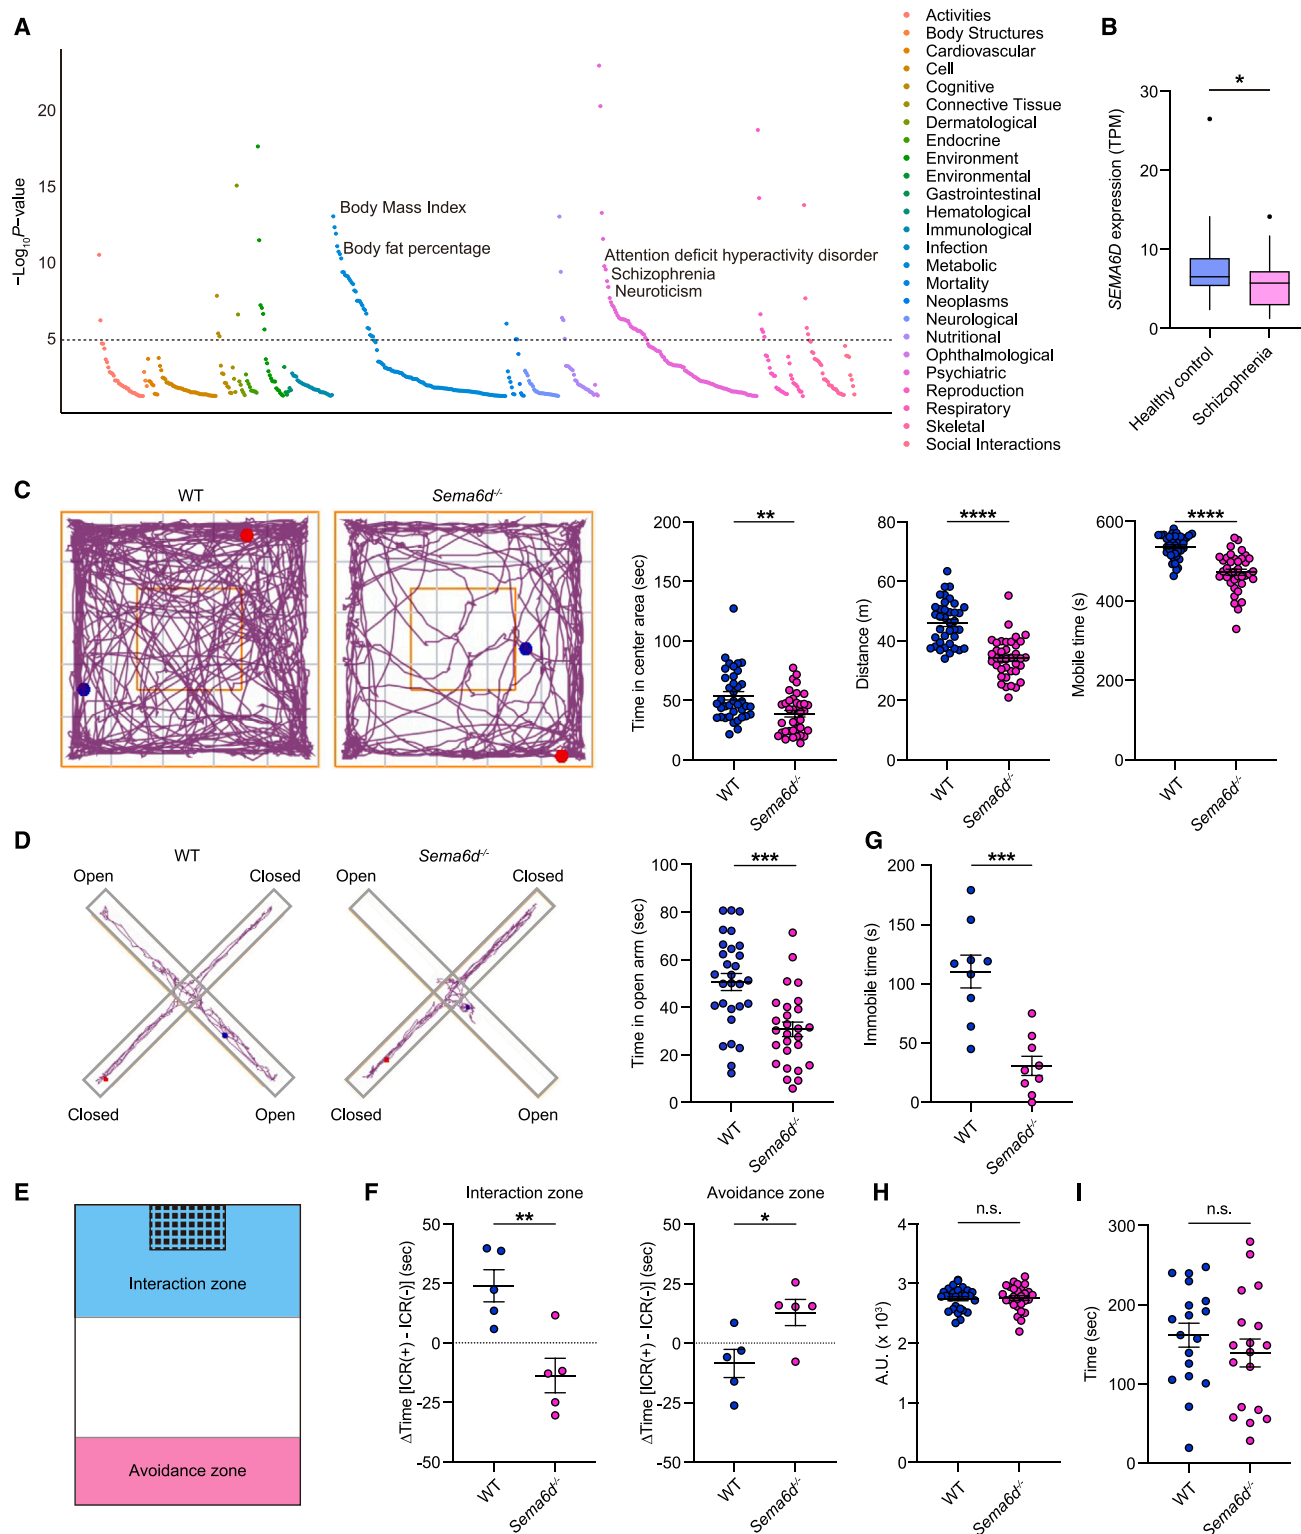 A
−Log10P−value
20
15
10
5
Body Mass Index
Body fat percentage
Attention deficit hyperactivity disorder
Schizophrenia
Neuroticism
Activities
Body Structures
Cardiovascular
Cell
Cognitive
Connective Tissue
Dermatological
Endocrine
Environment
Environmental
Gastrointestinal
Hematological
Immunological
Infection
Metabolic
Mortality
Neoplasms
Neurological
Nutritional
Ophthalmological
Psychiatric
Reproduction
Respiratory
Skeletal
Social Interactions
B
SEMA6D expression (TPM)
30
20
10
0
*
Healthy control
Schizophrenia
C
WT
Sema6d-/-
Time in center area (sec)
200
150
100
50
0
**
WT
Sema6d-/-
Distance (m)
80
60
40
20
0
****
WT
Sema6d-/-
Mobile time (s)
600
400
200
0
****
WT
Sema6d-/-
D
WT
Open
Closed
Closed
Open
Sema6d-/-
Open
Closed
Closed
Open
Time in open arm (sec)
100
80
60
40
20
0
***
WT
Sema6d-/-
G
Immobile time (s)
200
150
100
50
0
***
WT
Sema6d-/-
E
Interaction zone
Avoidance zone
F
Interaction zone
ΔTime [ICR(+) - ICR(-)] (sec)
50
25
0
-25
-50
**
WT
Sema6d-/-
Avoidance zone
ΔTime [ICR(+) - ICR(-)] (sec)
50
25
0
-25
-50
*
WT
Sema6d-/-
H
A.U. (x 10³)
4
3
2
1
0
n.s.
WT
Sema6d-/-
I
Time (sec)
300
200
100
0
n.s.
WT
Sema6d-/-